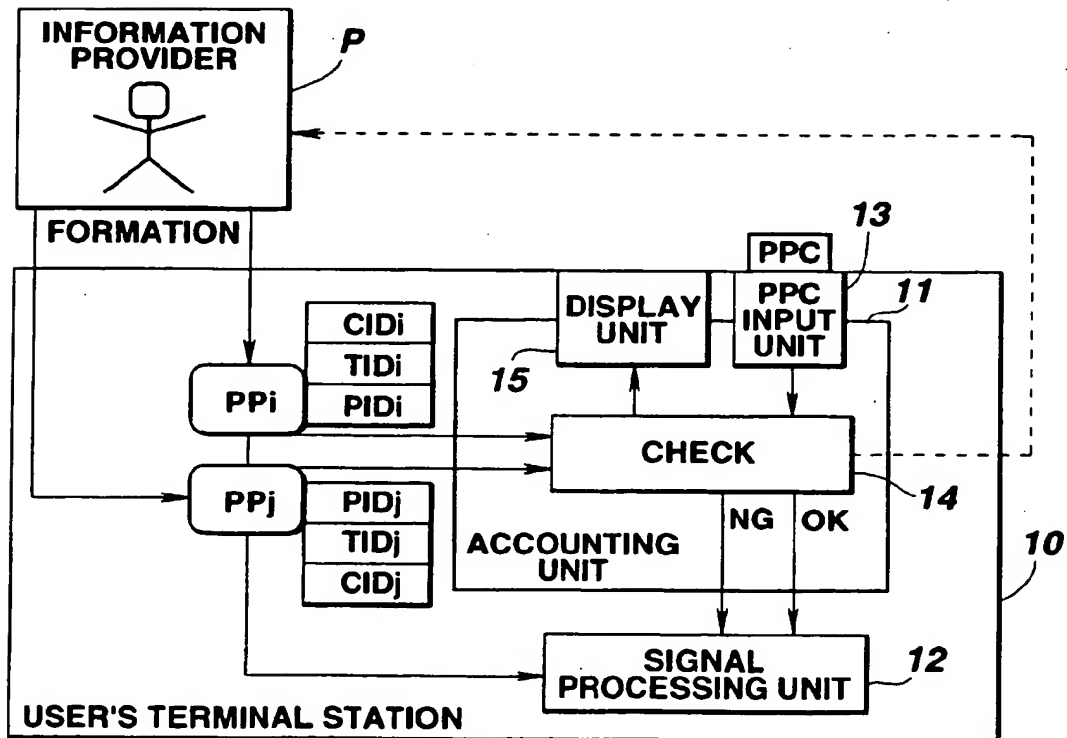 INFORMATION
PROVIDER
P
FORMATION
PPC
13
DISPLAY
UNIT
PPC
INPUT
UNIT
11
CIDi
TIDi
PIDi
15
PPi
CHECK
14
PPj
PIDj
TIDj
CIDj
NG
OK
ACCOUNTING
UNIT
10
SIGNAL
PROCESSING UNIT
12
USER'S TERMINAL STATION